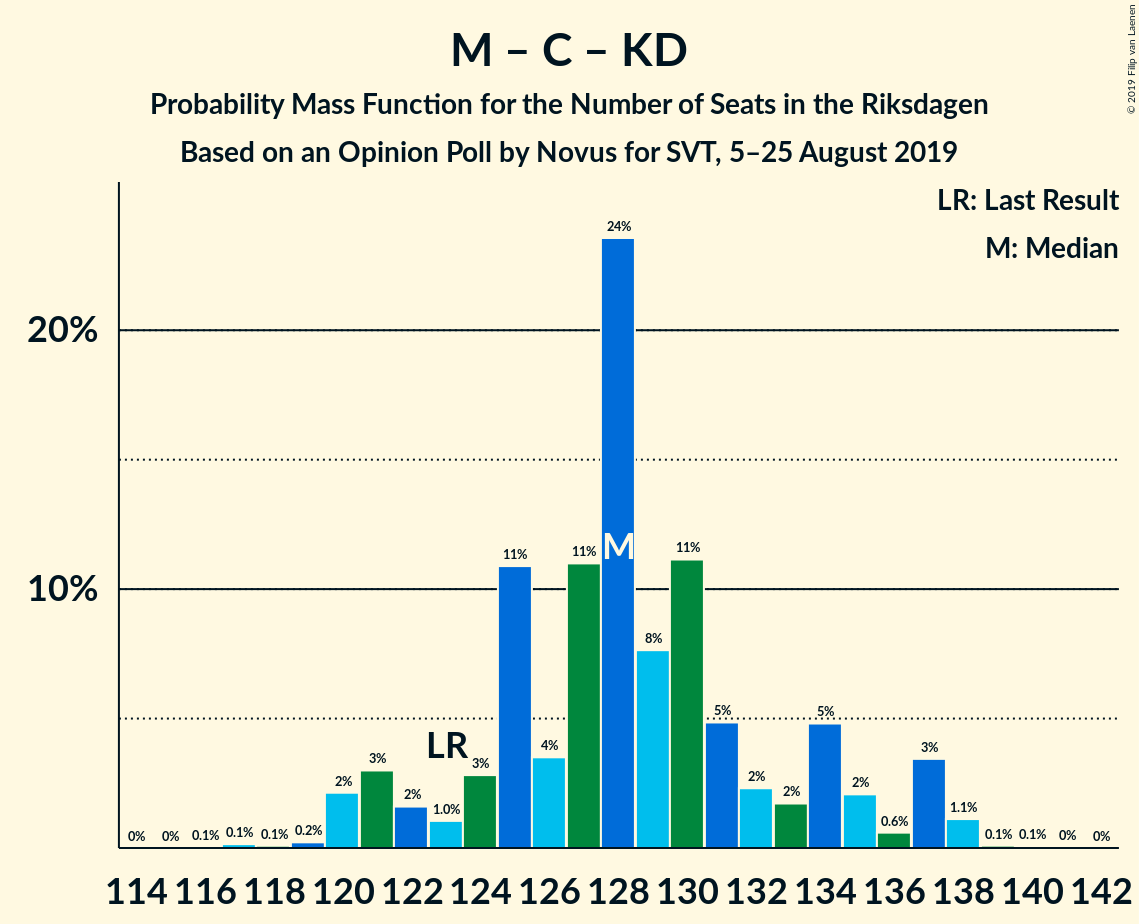 M – C – KD
Probability Mass Function for the Number of Seats in the Riksdagen
Based on an Opinion Poll by Novus for SVT, 5–25 August 2019
© 2019 Filip van Laenen
LR: Last Result
M: Median
20%
10%
0% 0% 0.1% 0.1% 0.1% 0.2% 2% 3% 2% 1.0% 3% 11% 4% 11% 24% 8% 11% 5% 2% 2% 5% 2% 0.6% 3% 1.1% 0.1% 0.1% 0% 0%
LR
M
114 116 118 120 122 124 126 128 130 132 134 136 138 140 142